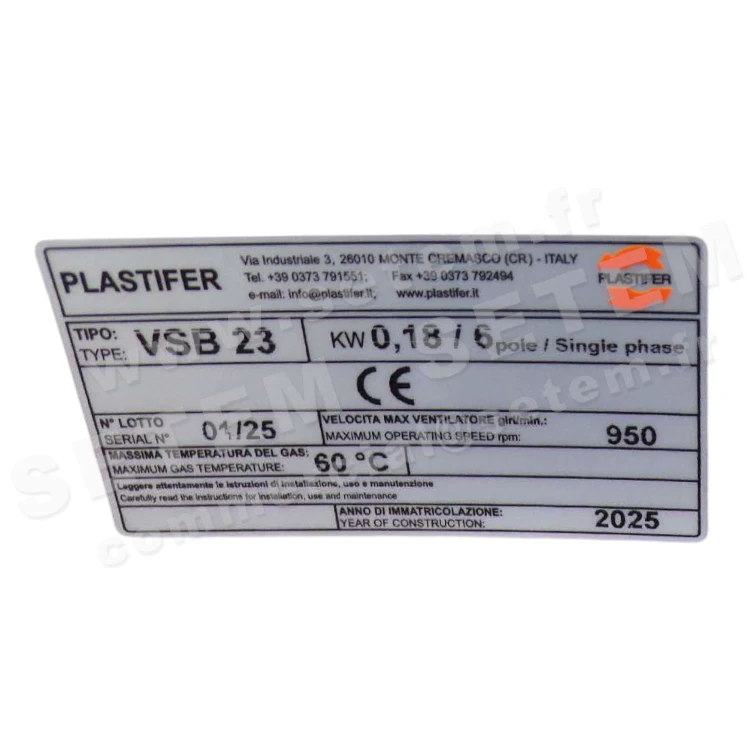 PLASTIFER
Via Industriale 3, 26010 MONTE CREMASCO (CR) - ITALY
Tel. +39 0373 791551; Fax +39 0373 792494
e-mail: info@plastifer.it; www.plastifer.it
PLASTIFER
TIPO:
TYPE: VSB 23
KW 0,18 / 6 pole / Single phase
CE
N° LOTTO
SERIAL N° 01/25
VELOCITA MAX VENTILATORE giri/min.:
MAXIMUM OPERATING SPEED rpm: 950
MASSIMA TEMPERATURA DEL GAS:
MAXIMUM GAS TEMPERATURE: 60 °C
Leggere attentamente le istruzioni di installazione, uso e manutenzione
Carefully read the instructions for instalation, use and maintenance
ANNO DI IMMATRICOLAZIONE:
YEAR OF CONSTRUCTION: 2025
SETEM SETEM